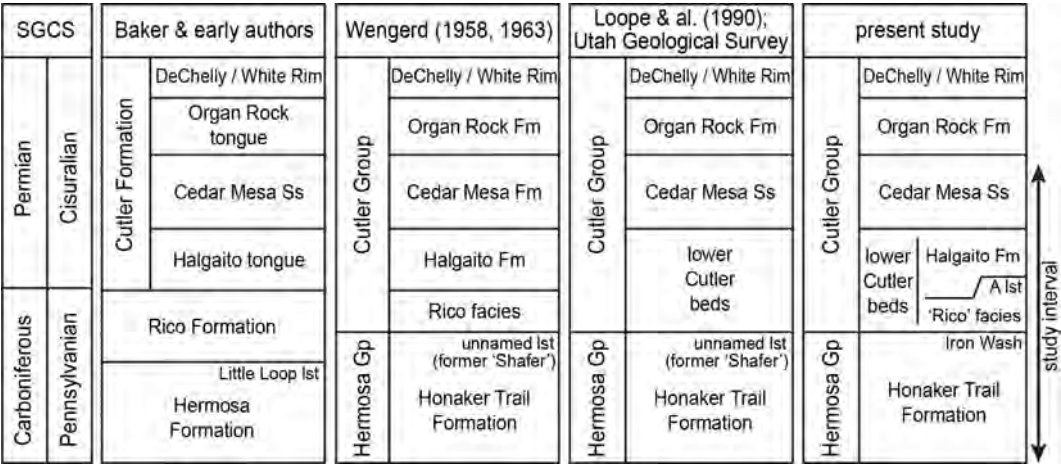 SGCS
Permian
Carboniferous
Cisuralian
Pennsylvanian
Baker & early authors
Cutler Formation
DeChelly / White Rim
Organ Rock
tongue
Cedar Mesa Ss
Halgaito tongue
Rico Formation
Little Loop lst
Hermosa
Formation
Wengerd (1958, 1963)
Cutler Group
DeChelly / White Rim
Organ Rock Fm
Cedar Mesa Fm
Halgaito Fm
Rico facies
Hermosa Gp
unnamed lst
(former ‘Shafer’)
Honaker Trail
Formation
Loope & al. (1990);
Utah Geological Survey
Cutler Group
DeChelly / White Rim
Organ Rock Fm
Cedar Mesa Ss
lower
Cutler
beds
Hermosa Gp
unnamed lst
(former ‘Shafer’)
Honaker Trail
Formation
present study
Cutler Group
DeChelly / White Rim
Organ Rock Fm
Cedar Mesa Ss
lower
Cutler
beds
Halgaito Fm
A lst
‘Rico’ facies
Hermosa Gp
Iron Wash
Honaker Trail
Formation
study interval